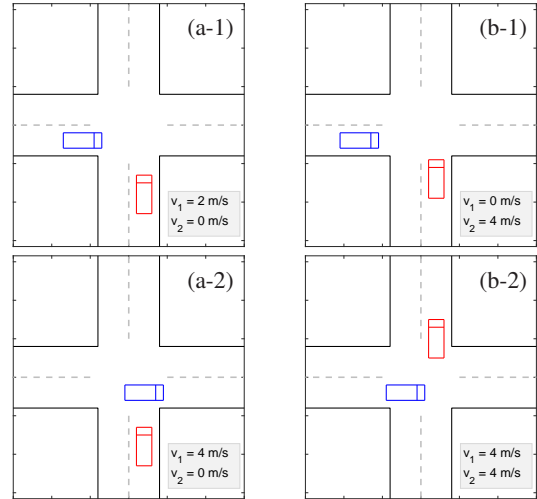 (a-1)
v₁ = 2 m/s
v₂ = 0 m/s
(b-1)
v₁ = 0 m/s
v₂ = 4 m/s
(a-2)
v₁ = 4 m/s
v₂ = 0 m/s
(b-2)
v₁ = 4 m/s
v₂ = 4 m/s